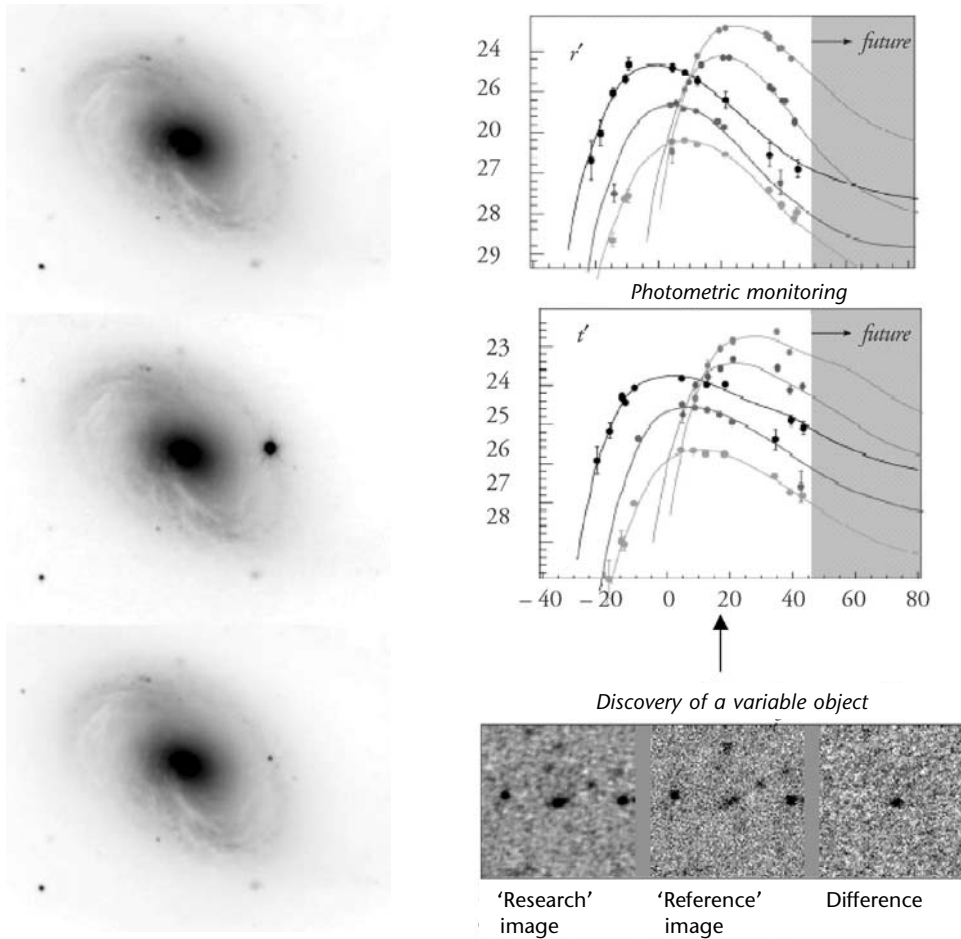 r′
→ future
24
26
20
27
28
29
Photometric monitoring
t′
→ future
23
24
25
26
27
28
– 40 – 20 0 20 40 60 80
Discovery of a variable object
‘Research’ image
‘Reference’ image
Difference